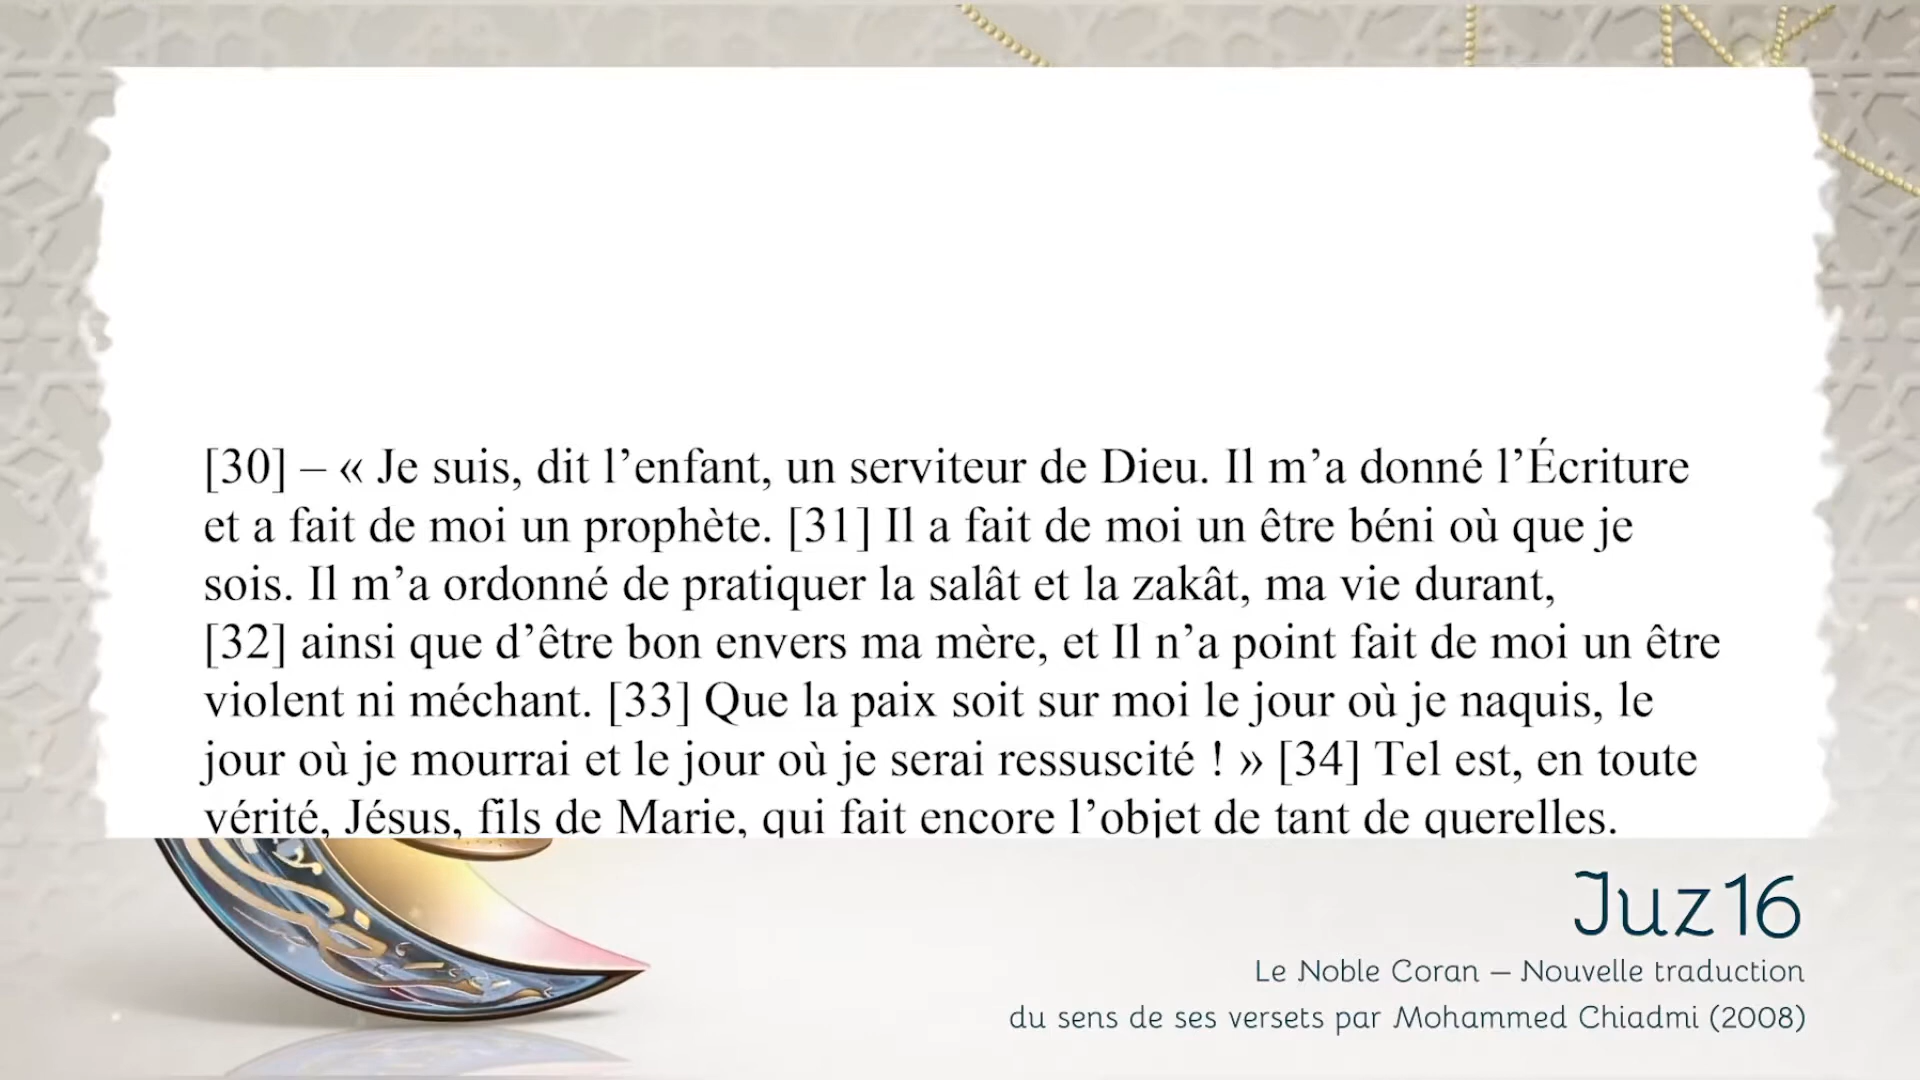 [30] – « Je suis, dit l’enfant, un serviteur de Dieu. Il m’a donné l’Écriture
et a fait de moi un prophète. [31] Il a fait de moi un être béni où que je
sois. Il m’a ordonné de pratiquer la salât et la zakât, ma vie durant,
[32] ainsi que d’être bon envers ma mère, et Il n’a point fait de moi un être
violent ni méchant. [33] Que la paix soit sur moi le jour où je naquis, le
jour où je mourrai et le jour où je serai ressuscité ! » [34] Tel est, en toute
vérité, Jésus, fils de Marie, qui fait encore l’objet de tant de querelles.
Juz 16
Le Noble Coran – Nouvelle traduction
du sens de ses versets par Mohammed Chiadmi (2008)